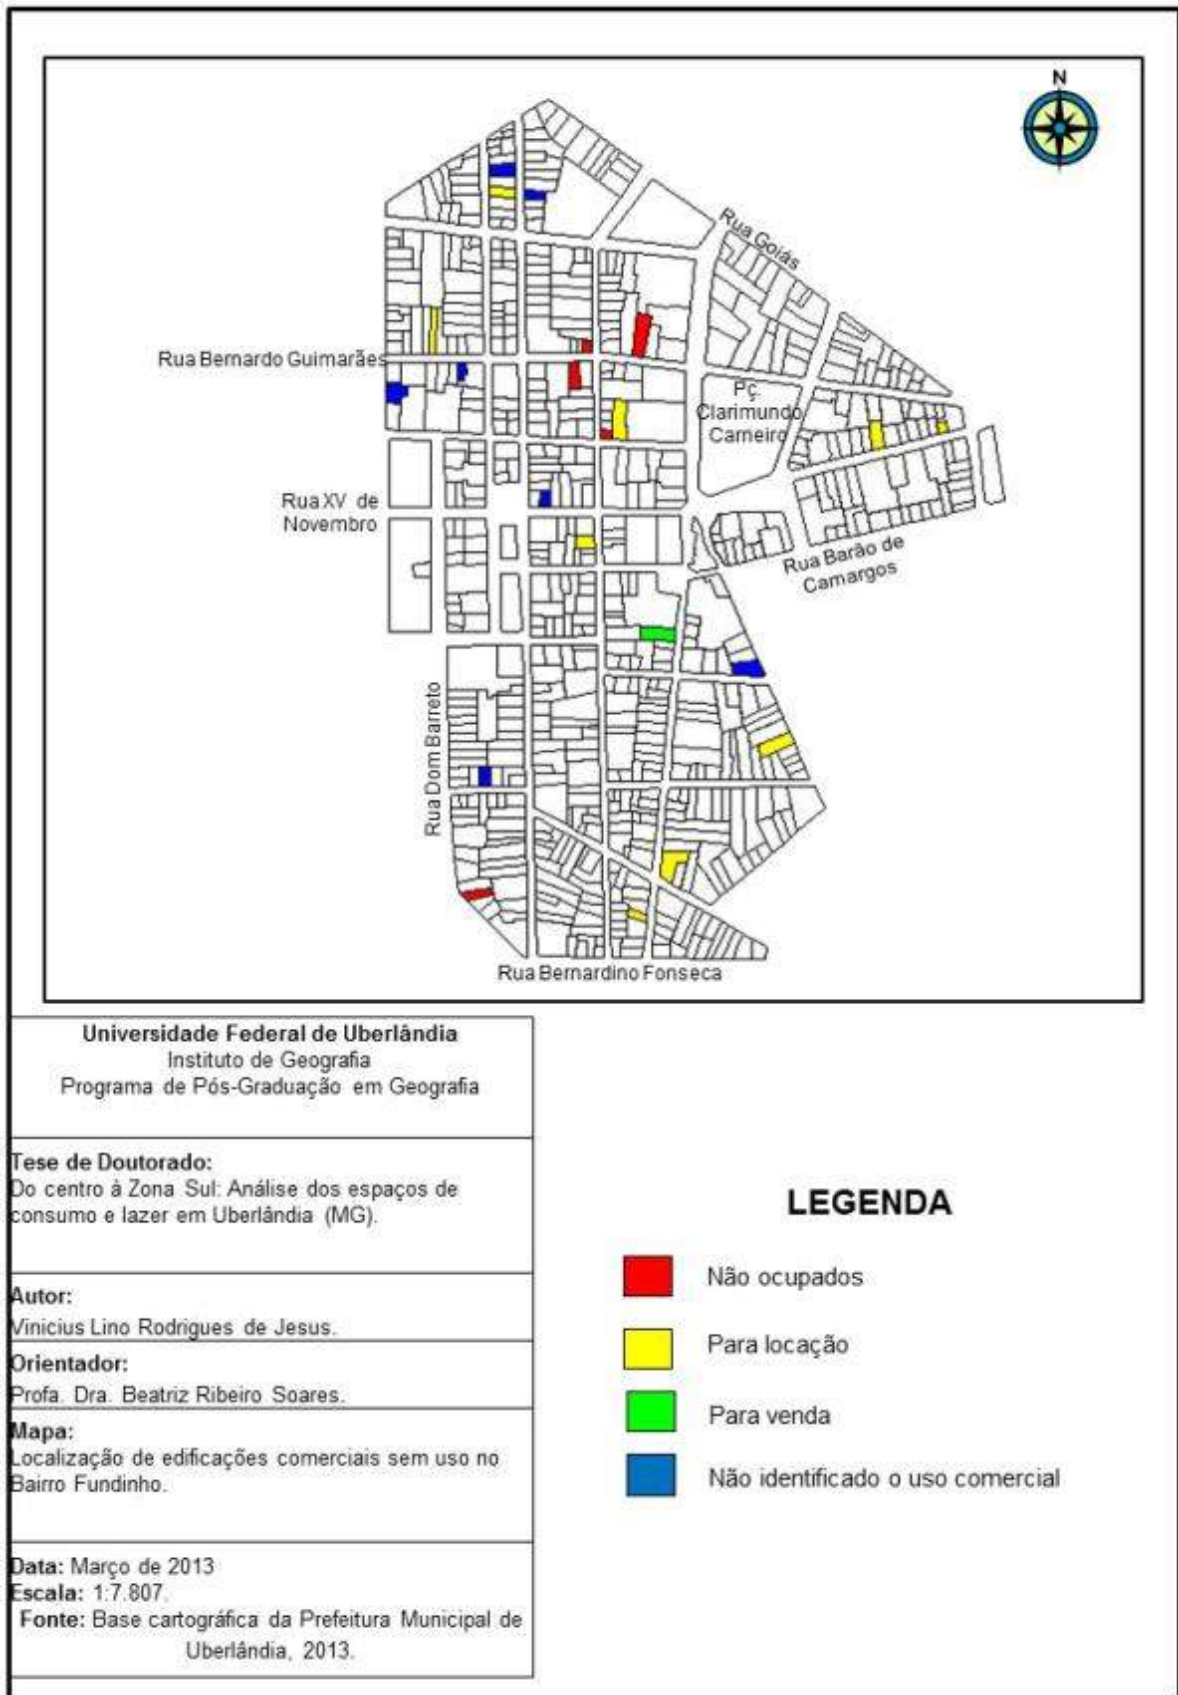 N
Rua Goiás
Rua Bernardo Guimarães
Pç.
Clarimundo
Carneiro
Rua XV de
Novembro
Rua Barão de
Camargos
Rua Dom Barreto
Rua Bernardino Fonseca
Universidade Federal de Uberlândia
Instituto de Geografia
Programa de Pós-Graduação em Geografia
Tese de Doutorado:
Do centro à Zona Sul: Análise dos espaços de
consumo e lazer em Uberlândia (MG).
Autor:
Vinicius Lino Rodrigues de Jesus.
Orientador:
Profa. Dra. Beatriz Ribeiro Soares.
Mapa:
Localização de edificações comerciais sem uso no
Bairro Fundinho.
Data: Março de 2013
Escala: 1:7.807.
Fonte: Base cartográfica da Prefeitura Municipal de
Uberlândia, 2013.
LEGENDA
Não ocupados
Para locação
Para venda
Não identificado o uso comercial